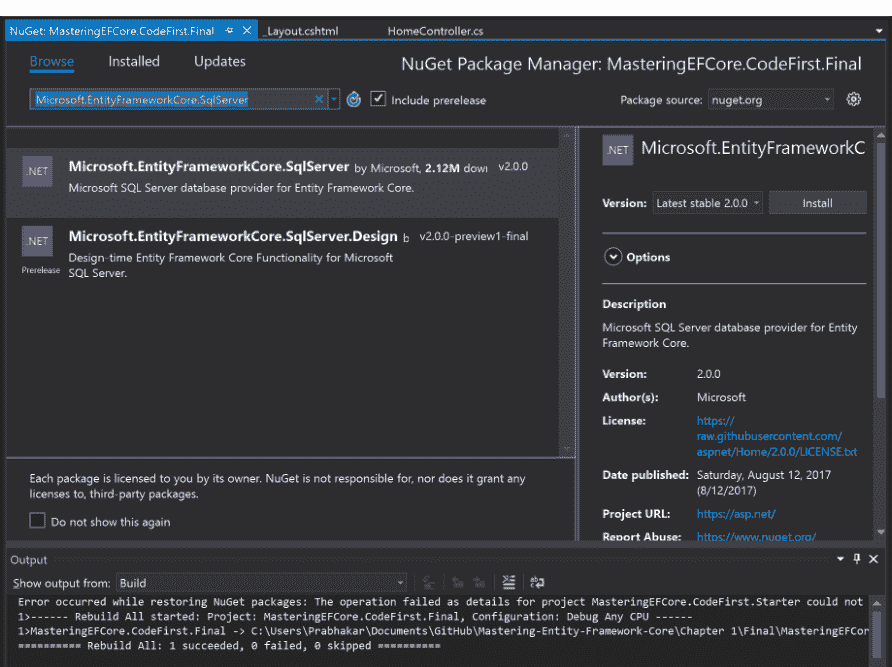 NuGet: MasteringEFCore.CodeFirst.Final
_Layout.cshtml
HomeController.cs
Browse
Installed
Updates
NuGet Package Manager: MasteringEFCore.CodeFirst.Final
Microsoft.EntityFrameworkCore.SqlServer
Include prerelease
Package source: nuget.org
.NET
Microsoft.EntityFrameworkCore.SqlServer by Microsoft, 2.12M dowi v2.0.0
Microsoft SQL Server database provider for Entity Framework Core.
.NET
Prerelease
Microsoft.EntityFrameworkCore.SqlServer.Design b v2.0.0-preview1-final
Design-time Entity Framework Core Functionality for Microsoft
SQL Server.
Each package is licensed to you by its owner. NuGet is not responsible for, nor does it grant any
licenses to, third-party packages.
Do not show this again
.NET
Microsoft.EntityFrameworkC
Version: Latest stable 2.0.0
Install
Options
Description
Microsoft SQL Server database provider for Entity
Framework Core.
Version: 2.0.0
Author(s): Microsoft
License: https://
raw.githubusercontent.com/
aspnet/Home/2.0.0/LICENSE.txt
Date published: Saturday, August 12, 2017
(8/12/2017)
Project URL: https://asp.net/
Report Abuse: https://www.nuget.org/
Output
Show output from: Build
Error occurred while restoring NuGet packages: The operation failed as details for project MasteringEFCore.CodeFirst.Starter could not
1>------ Rebuild All started: Project: MasteringEFCore.CodeFirst.Final, Configuration: Debug Any CPU ------
1>MasteringEFCore.CodeFirst.Final -> C:\Users\Prabhakar\Documents\GitHub\Mastering-Entity-Framework-Core\Chapter 1\Final\MasteringEFCor
========== Rebuild All: 1 succeeded, 0 failed, 0 skipped ==========